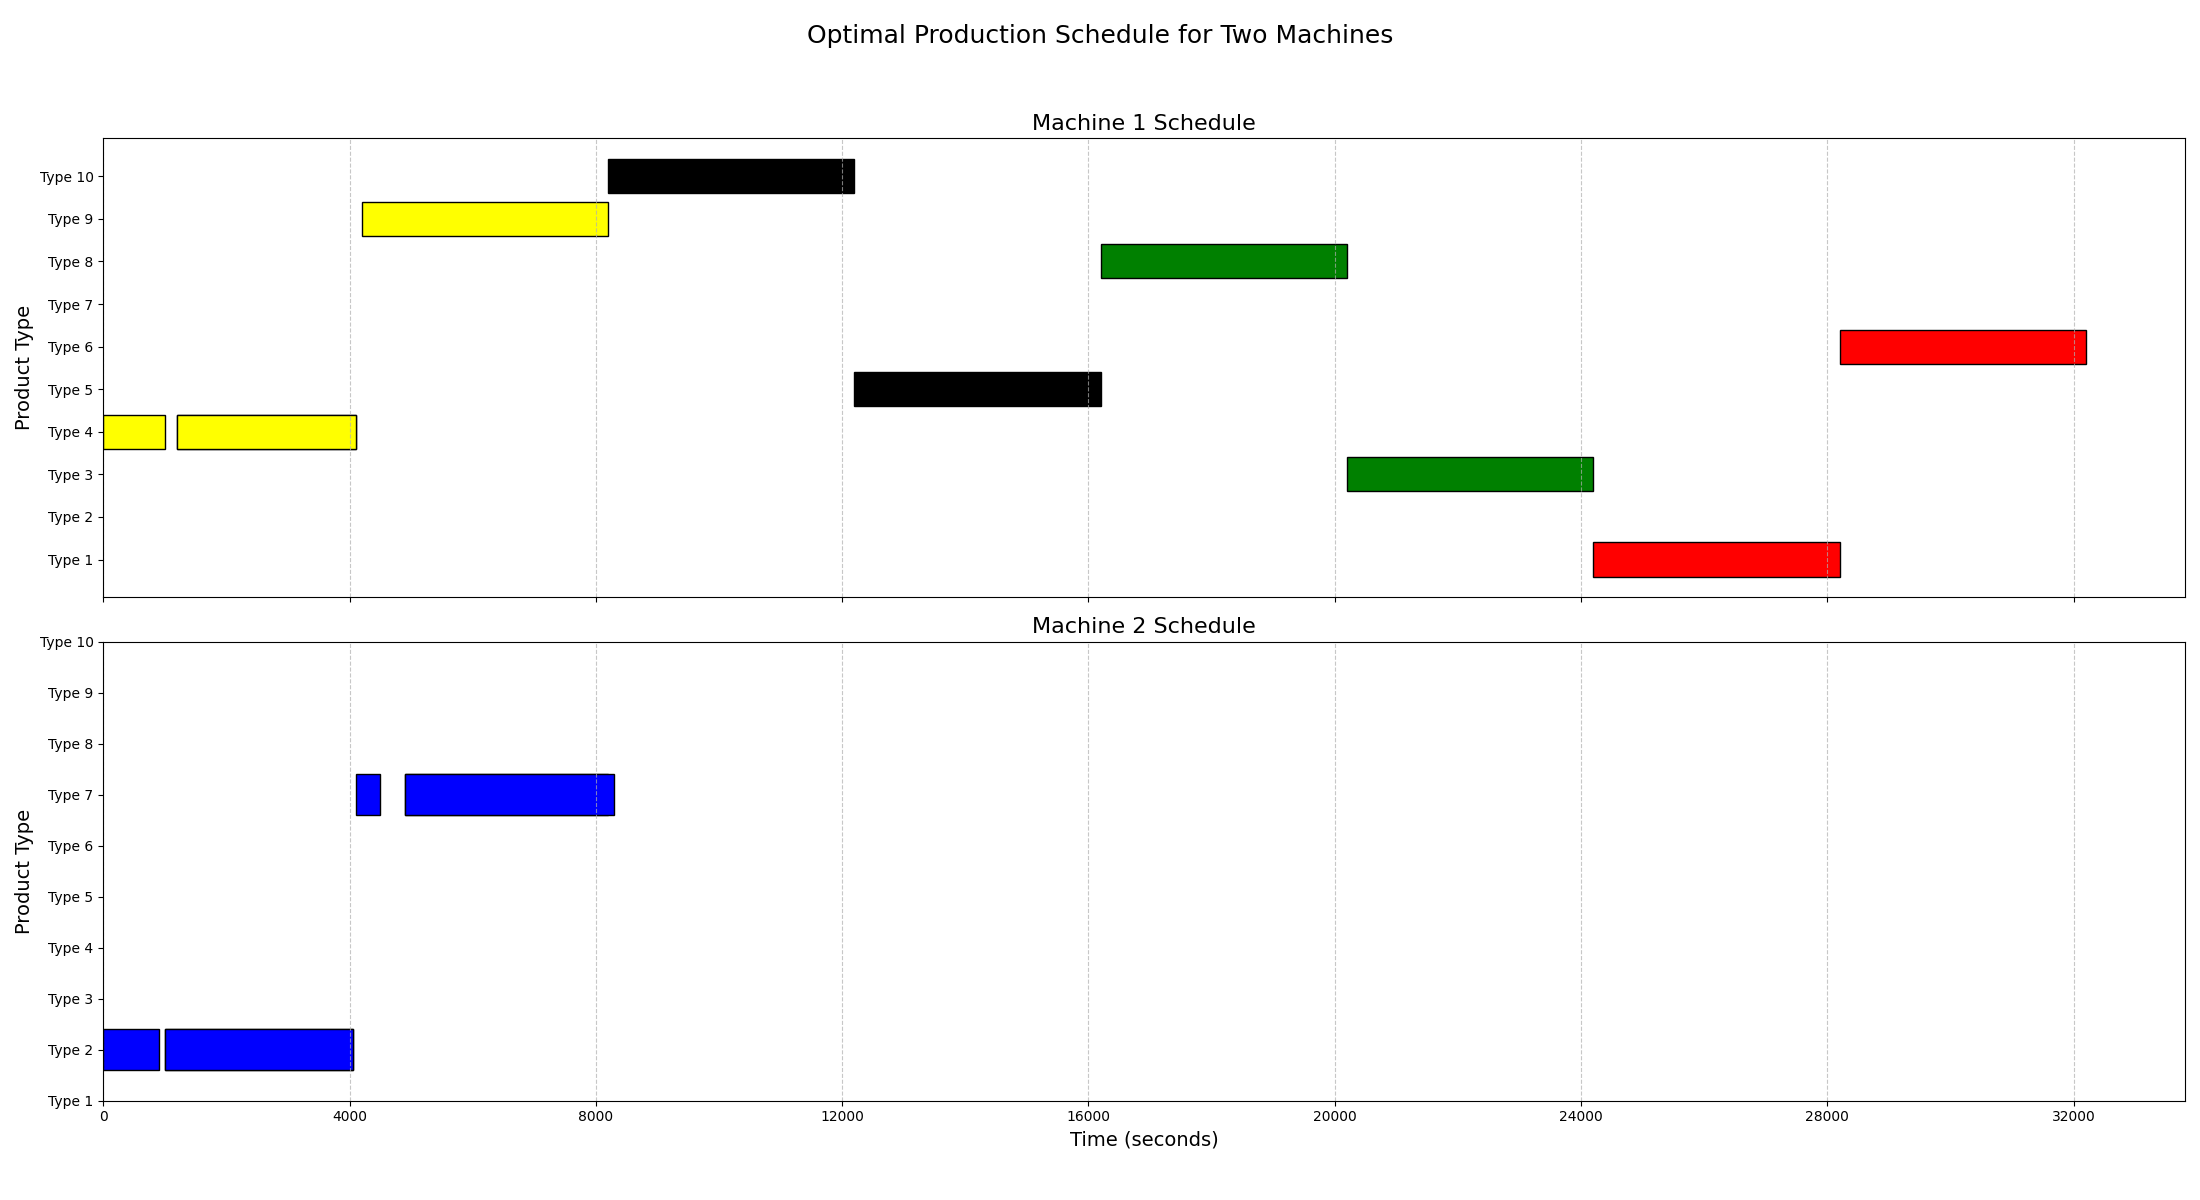 Optimal Production Schedule for Two Machines
Machine 1 Schedule
Product Type
Type 10
Type 9
Type 8
Type 7
Type 6
Type 5
Type 4
Type 3
Type 2
Type 1
Machine 2 Schedule
Product Type
Type 10
Type 9
Type 8
Type 7
Type 6
Type 5
Type 4
Type 3
Type 2
Type 1
0 4000 8000 12000 16000 20000 24000 28000 32000
Time (seconds)